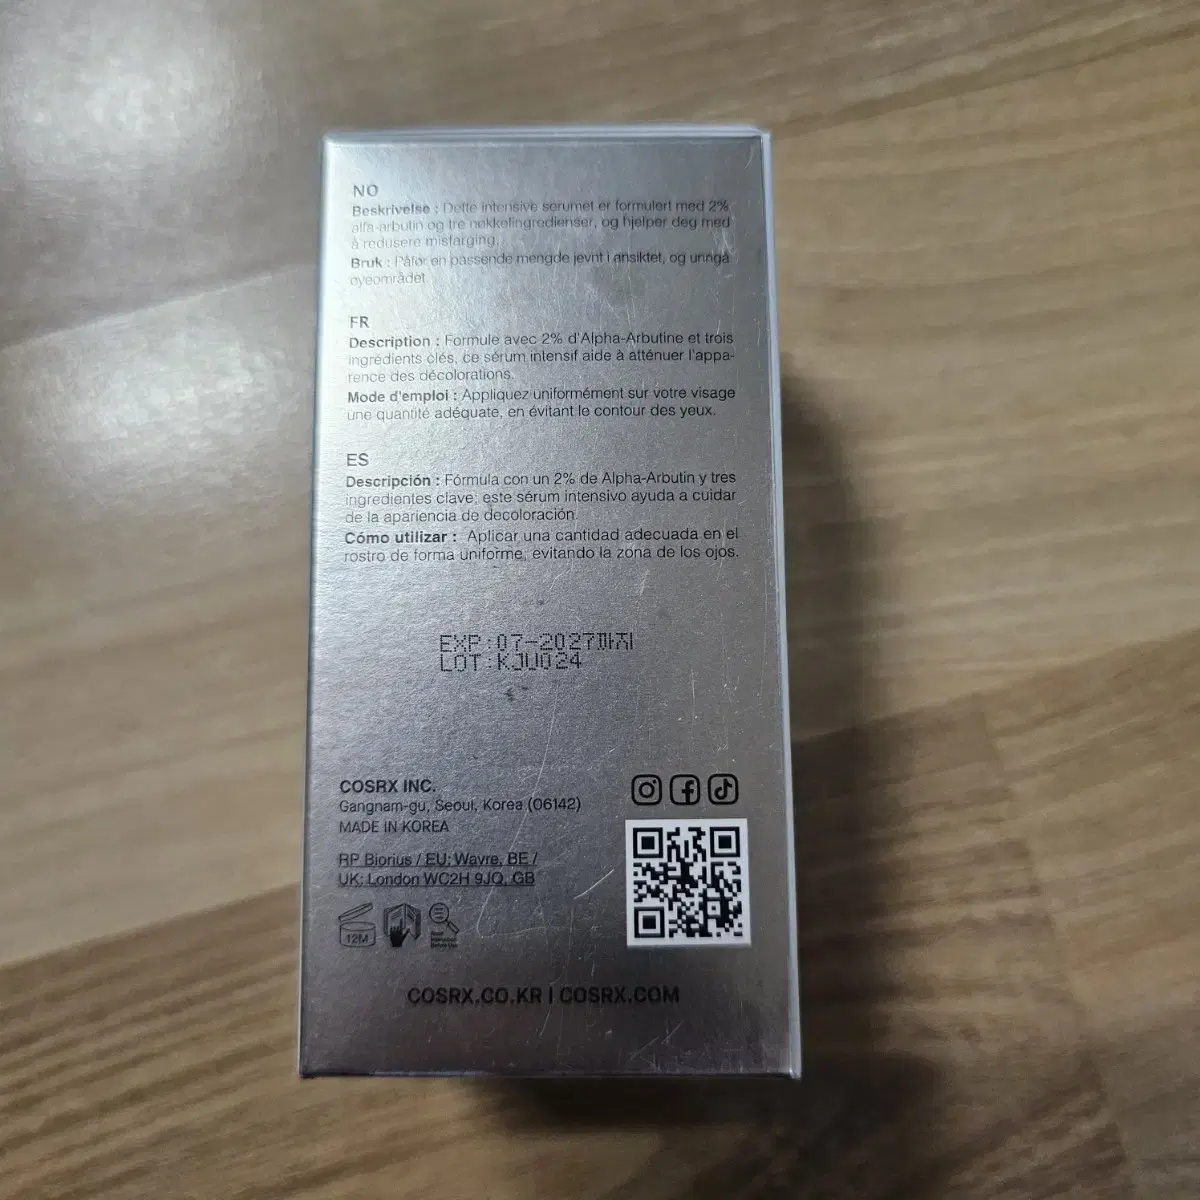 NO
Beskrivelse : Dette intensive serumet er formulert med 2%
alfa-arbutin og tre nøkkelingredienser, og hjelper deg med
å redusere misfarging.
Bruk : Påfør en passende mengde jevnt i ansiktet, og unngå
øyeområdet.
FR
Description : Formule avec 2% d'Alpha-Arbutine et trois
ingrédients clés, ce sérum intensif aide à atténuer l'appa-
rence des décolorations.
Mode d'emploi : Appliquez uniformément sur votre visage
une quantité adéquate, en évitant le contour des yeux.
ES
Descripción : Fórmula con un 2% de Alpha-Arbutin y tres
ingredientes clave; este sérum intensivo ayuda a cuidar
de la apariencia de decoloración.
Cómo utilizar : Aplicar una cantidad adecuada en el
rostro de forma uniforme, evitando la zona de los ojos.
EXP:07-2027까지
LOT:KJU024
COSRX INC.
Gangnam-gu, Seoul, Korea (06142)
MADE IN KOREA
RP Biorius / EU: Wavre, BE /
UK: London WC2H 9JQ, GB
12M
COSRX.CO.KR I COSRX.COM